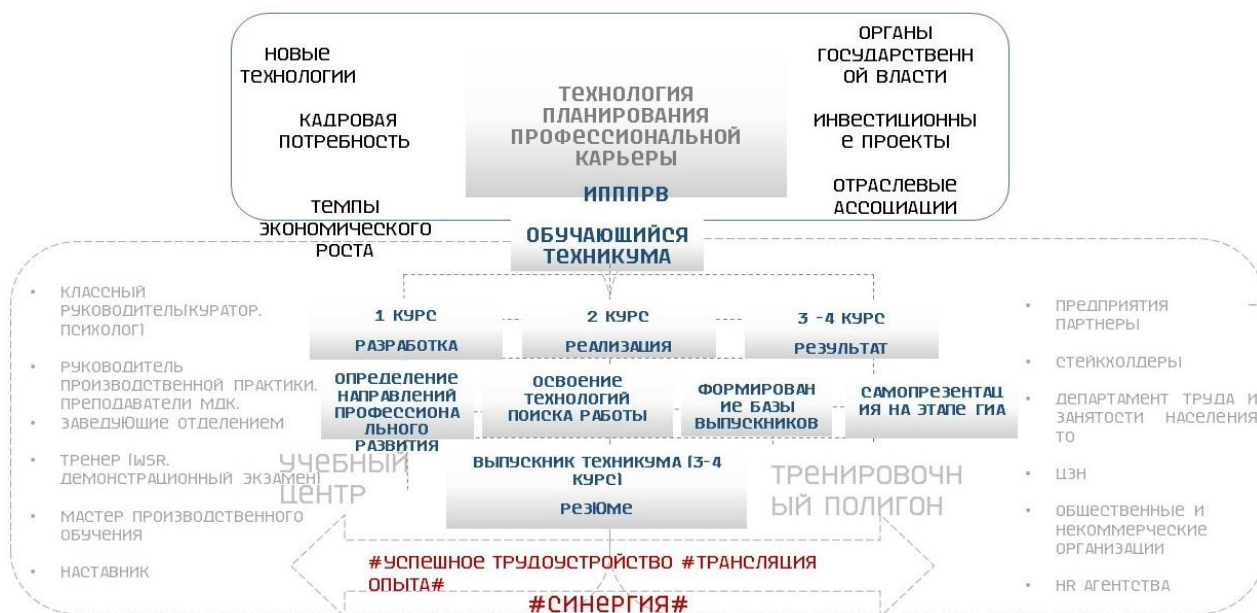 НОВЫЕ
ТЕХНОЛОГИИ
КАДРОВАЯ
ПОТРЕБНОСТЬ
ТЕМПЫ
ЭКОНОМИЧЕСКОГО
РОСТА
ТЕХНОЛОГИЯ
ПЛАНИРОВАНИЯ
ПРОФЕССИОНАЛЬНОЙ
КАРЬЕРЫ
ИПППРВ
ОРГАНЫ
ГОСУДАРСТВЕНН
ОЙ ВЛАСТИ
ИНВЕСТИЦИОННЫ
Е ПРОЕКТЫ
ОТРАСЛЕВЫЕ
АССОЦИАЦИИ
ОБУЧАЮЩИЙСЯ
ТЕХНИКУМА
• КЛАССНЫЙ
РУКОВОДИТЕЛЬ(КУРАТОР.
ПСИХОЛОГ)
• РУКОВОДИТЕЛЬ
ПРОИЗВОДСТВЕННОЙ ПРАКТИКИ.
ПРЕПОДАВАТЕЛИ МДК.
• ЗАВЕДУЮЩИЕ ОТДЕЛЕНИЕМ
• ТРЕНЕР (WSR.
ДЕМОНСТРАЦИОННЫЙ ЭКЗАМЕН)
• МАСТЕР ПРОИЗВОДСТВЕННОГО
ОБУЧЕНИЯ
• НАСТАВНИК
1 КУРС
РАЗРАБОТКА
2 КУРС
РЕАЛИЗАЦИЯ
3 -4 КУРС
РЕЗУЛЬТАТ
ОПРЕДЕЛЕНИЕ
НАПРАВЛЕНИЙ
ПРОФЕССИОНА
ЛЬНОГО
РАЗВИТИЯ
ОСВОЕНИЕ
ТЕХНОЛОГИЙ
ПОИСКА РАБОТЫ
ФОРМИРОВАН
ИЕ БАЗЫ
ВЫПУСКНИКОВ
САМОПРЕЗЕНТАЦ
ИЯ НА ЭТАПЕ ГИА
УЧЕБНЫЙ
ЦЕНТР
ВЫПУСКНИК ТЕХНИКУМА (3-4
КУРС)
РЕЗЮМЕ
ТРЕНИРОВОЧН
ЫЙ ПОЛИГОН
• ПРЕДПРИЯТИЯ –
ПАРТНЕРЫ
• СТЕЙКХОЛДЕРЫ
• ДЕПАРТАМЕНТ ТРУДА И
ЗАНЯТОСТИ НАСЕЛЕНИЯ
ТО
• ЦЗН
• ОБЩЕСТВЕННЫЕ И
НЕКОММЕРЧЕСКИЕ
ОРГАНИЗАЦИИ
• HR АГЕНТСТВА
#УСПЕШНОЕ ТРУДОУСТРОЙСТВО #ТРАНСЛЯЦИЯ
ОПЫТА#
#СИНЕРГИЯ#